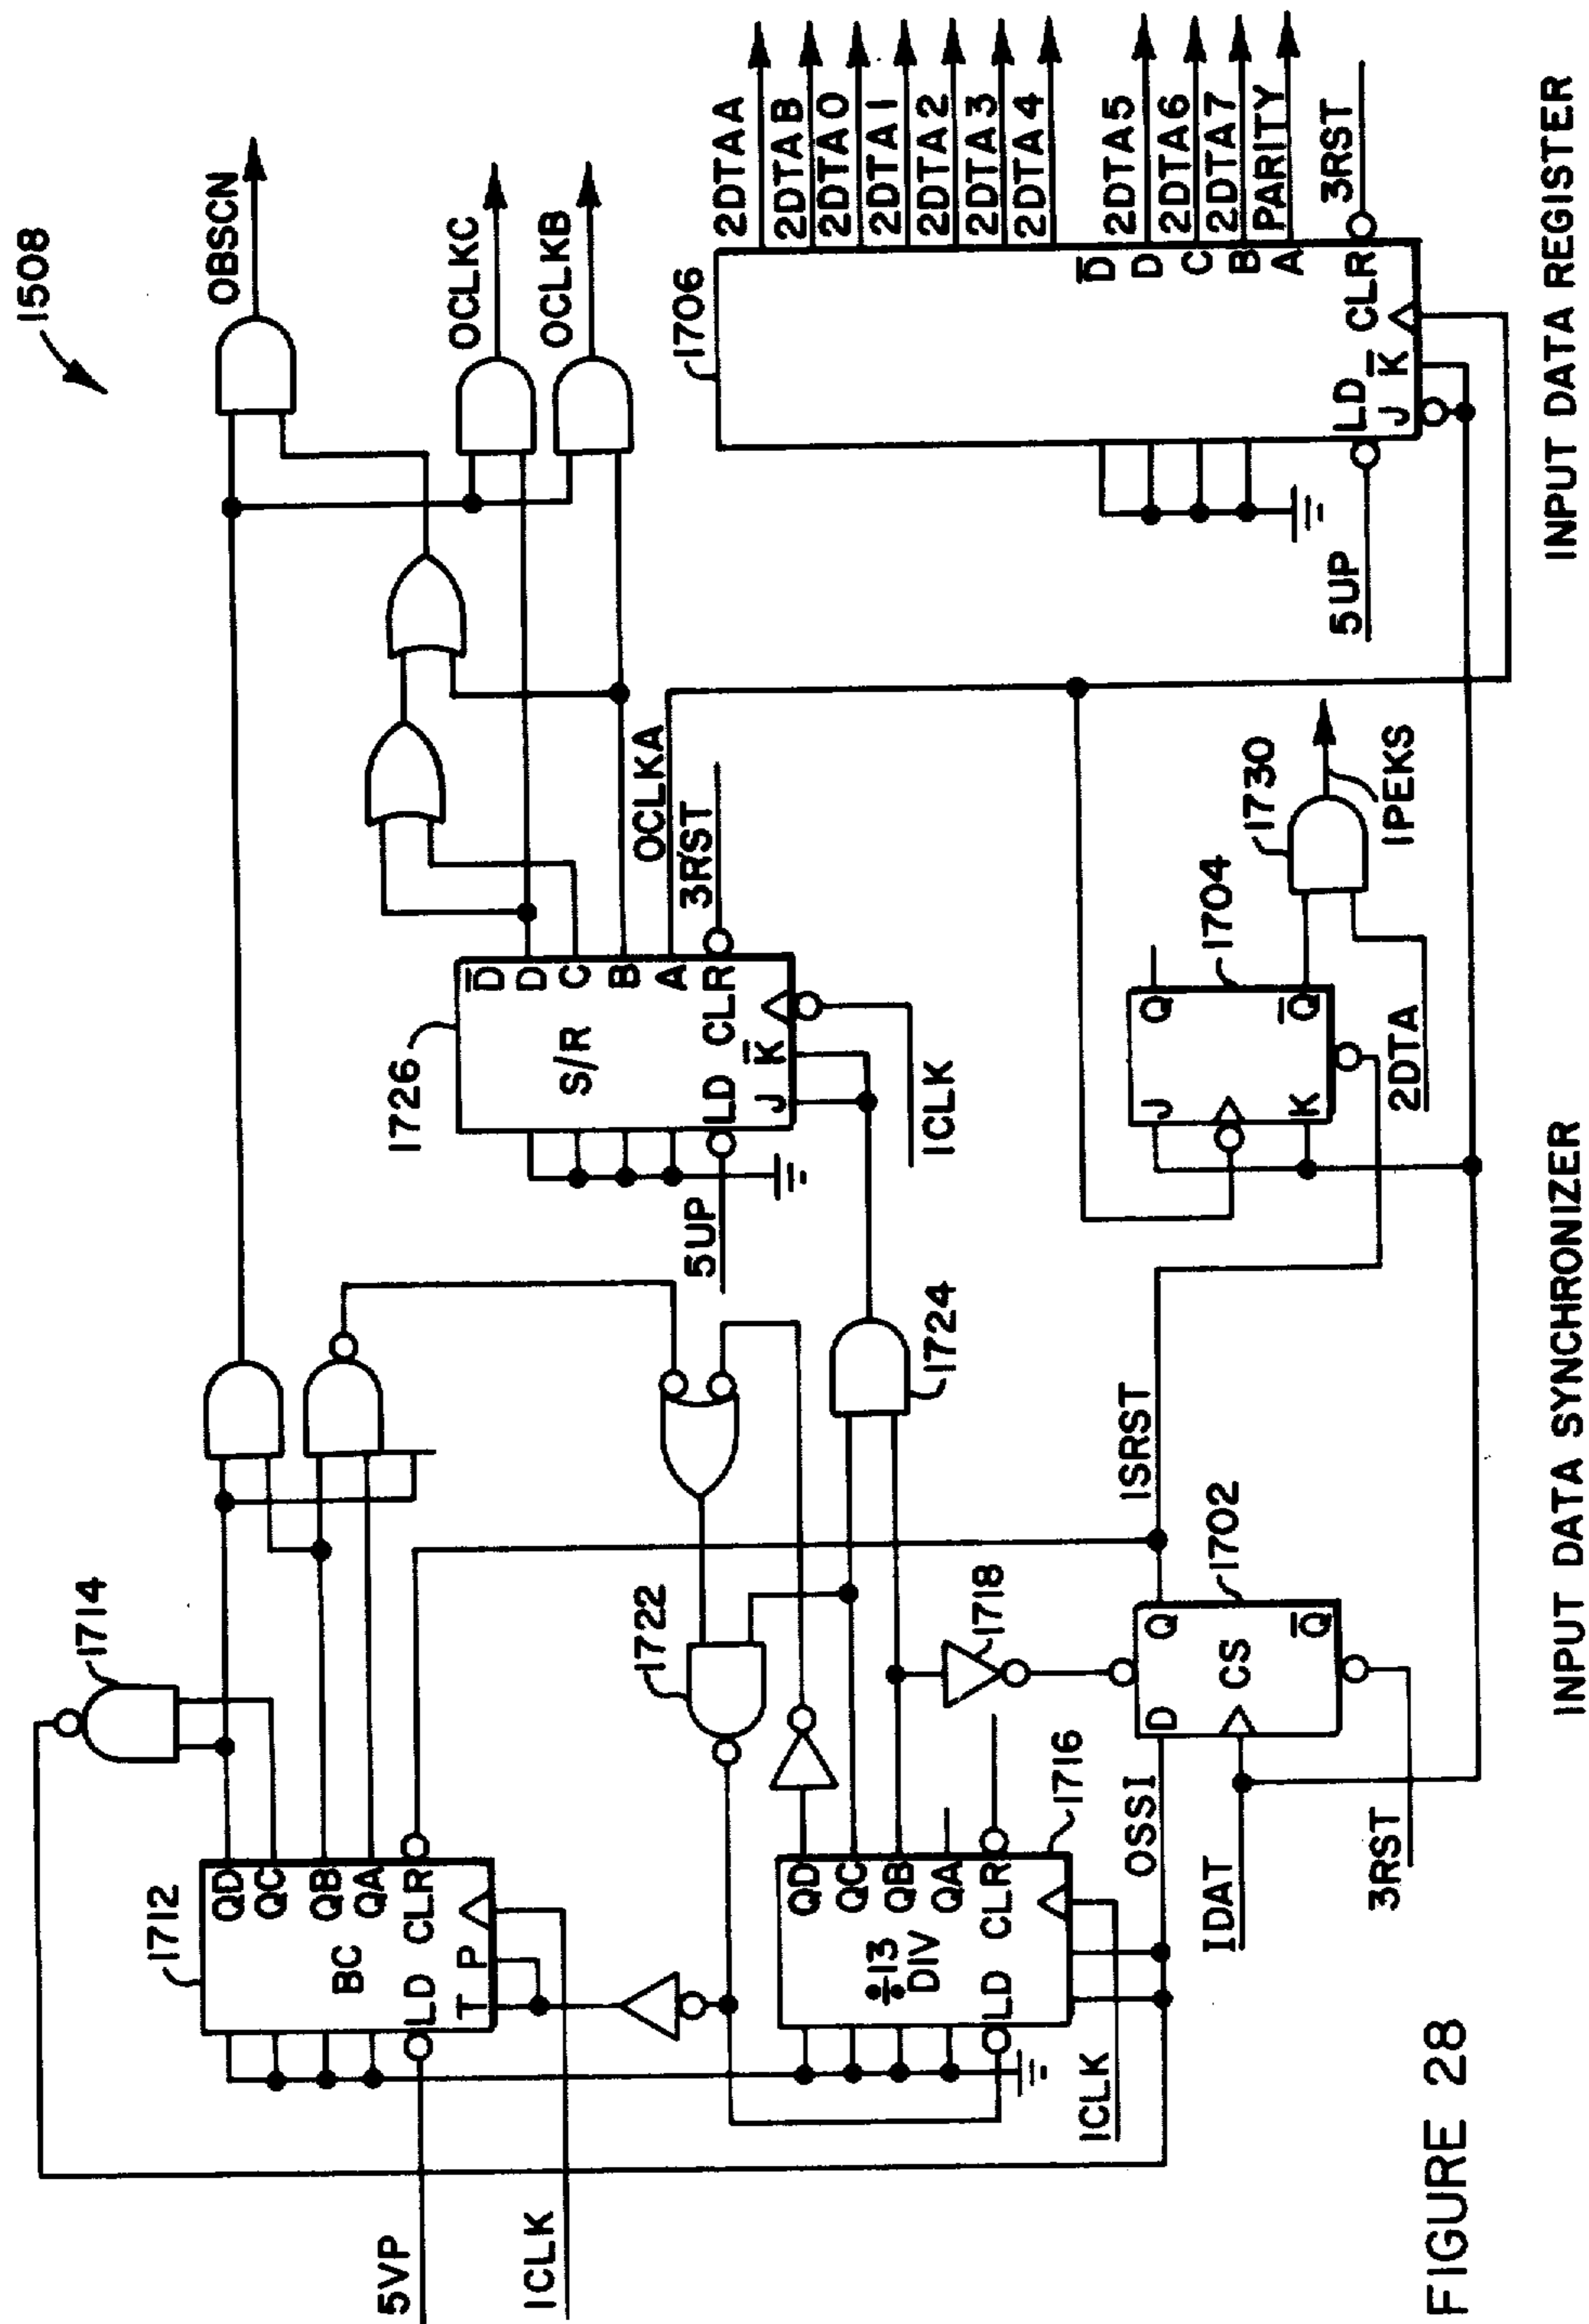 1508
OBSCN
OCLKC
OCLKB
2DTAA
2DTAB
2DTA0
2DTA1
2DTA2
2DTA3
2DTA4
2DTA5
2DTA6
2DTA7
PARITY
3RST
1706
D̅
D
C
B
A
CLR
LD
J
K̅
5UP
INPUT DATA REGISTER
1726
S/R
D̅
D
C
B
A
CLR
LD
J
K̅
OCLKA
3RST
5UP
1CLK
1704
J
K
Q
Q̅
1730
IPEKS
2DTA
1714
1712
BC
QD
QC
QB
QA
CLR
LD
T
P
5VP
1CLK
1722
1724
1718
1716
÷13
DIV
QD
QC
QB
QA
CLR
LD
1CLK
OSSI
ISRST
1702
D
CS
Q
Q̅
IDAT
3RST
INPUT DATA SYNCHRONIZER
FIGURE 28